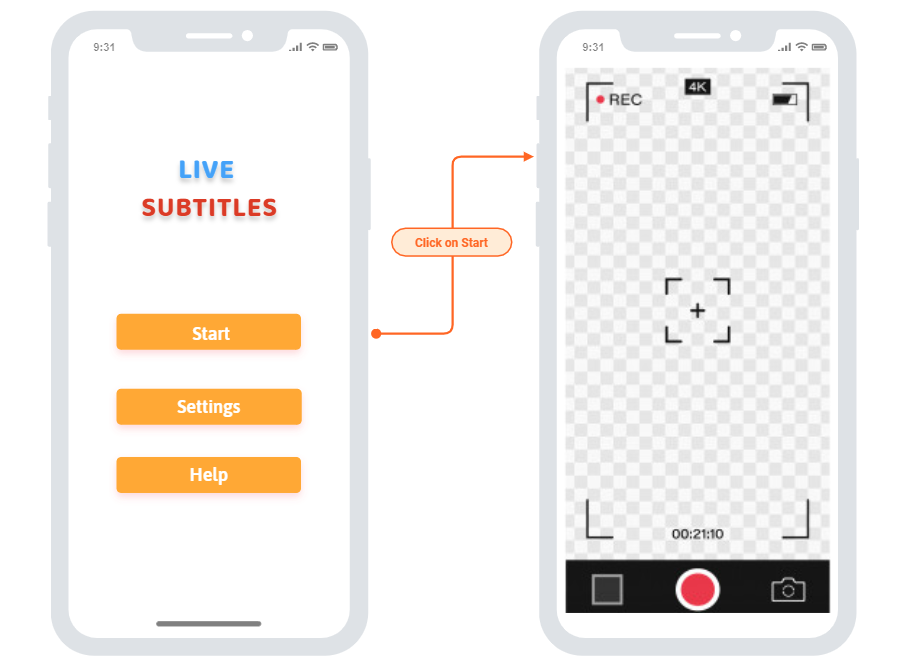 9:31
LIVE
SUBTITLES
Start
Settings
Help
Click on Start
9:31
4K
REC
00:21:10